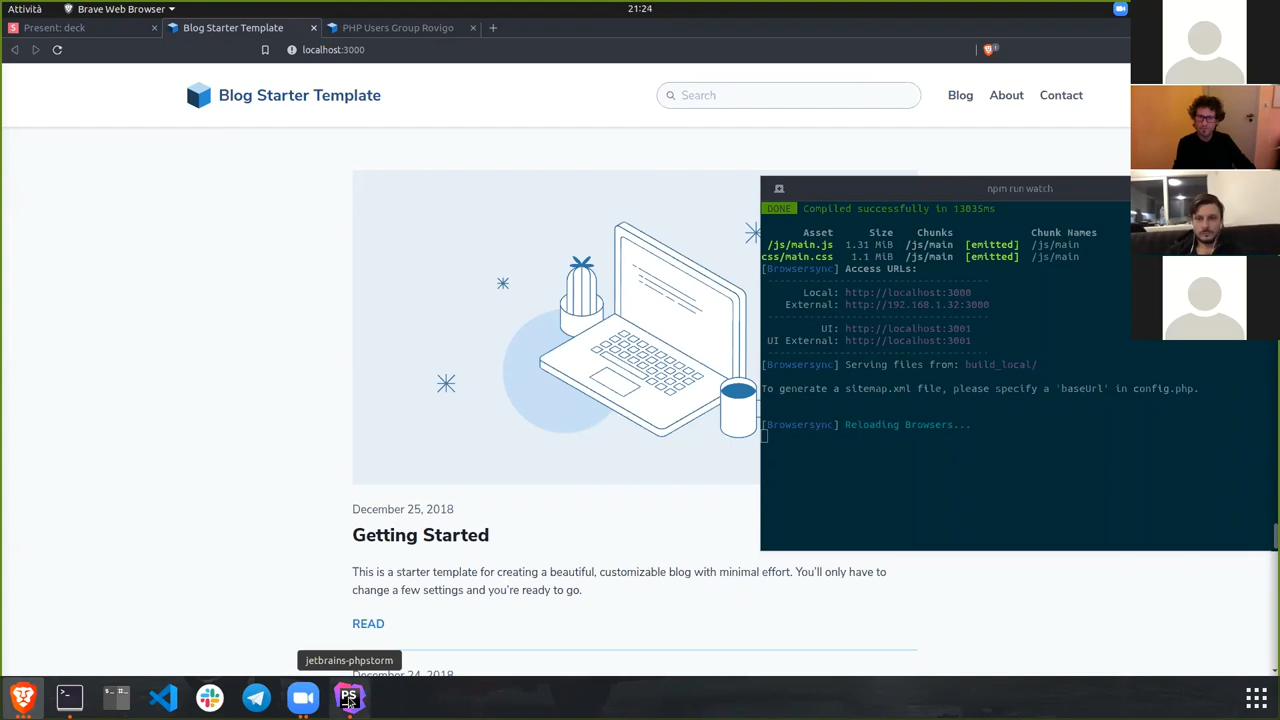 Attività
Brave Web Browser
21:24
Present: deck
Blog Starter Template
PHP Users Group Rovigo
localhost:3000
1
Blog Starter Template
Search
Blog
About
Contact
npm run watch
DONE Compiled successfully in 13035ms
Asset Size Chunks Chunk Names
/js/main.js 1.31 MiB /js/main [emitted] /js/main
css/main.css 1.1 MiB /js/main [emitted] /js/main
[Browsersync] Access URLs:
--------------------------------------
Local: http://localhost:3000
External: http://192.168.1.32:3000
--------------------------------------
UI: http://localhost:3001
UI External: http://localhost:3001
--------------------------------------
[Browsersync] Serving files from: build_local/
To generate a sitemap.xml file, please specify a 'baseUrl' in config.php.
[Browsersync] Reloading Browsers...
December 25, 2018
Getting Started
This is a starter template for creating a beautiful, customizable blog with minimal effort. You'll only have to
change a few settings and you're ready to go.
READ
December 24, 2018
jetbrains-phpstorm
PS